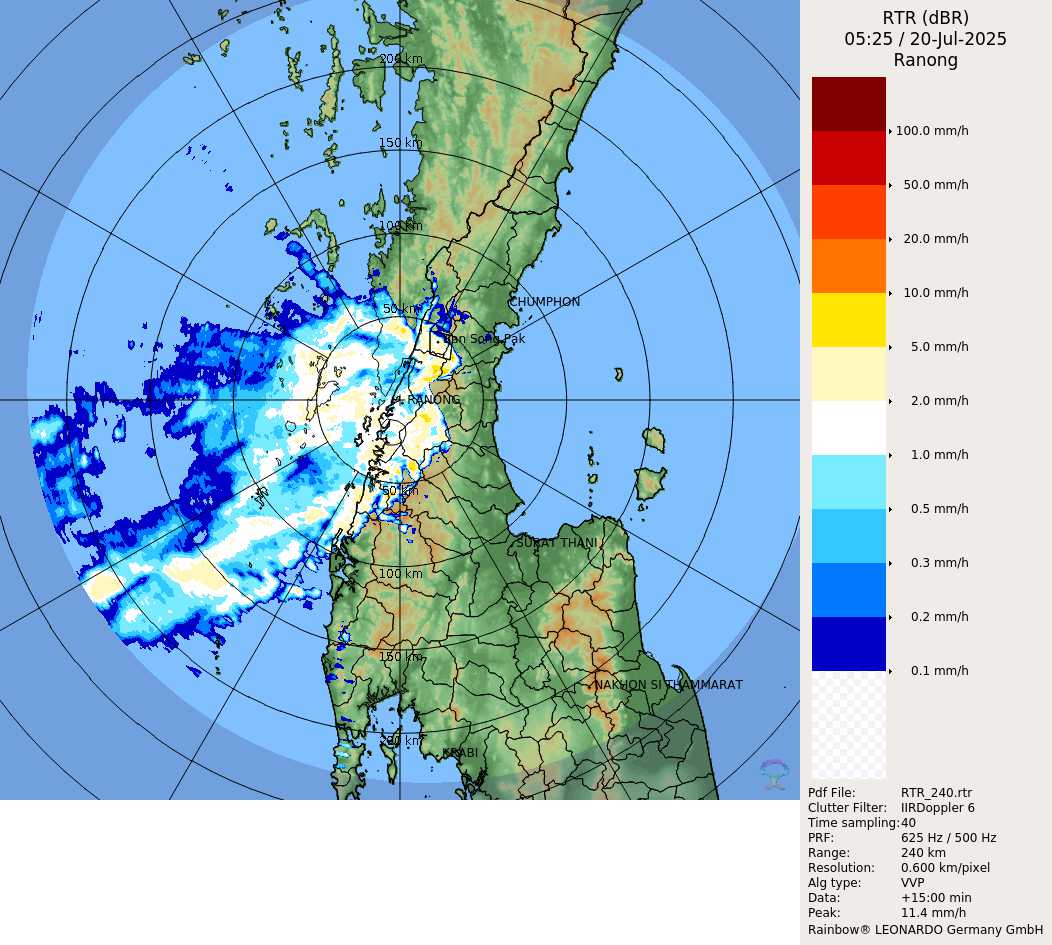 RTR (dBR)
05:25 / 20-Jul-2025
Ranong
100.0 mm/h
50.0 mm/h
20.0 mm/h
10.0 mm/h
5.0 mm/h
2.0 mm/h
1.0 mm/h
0.5 mm/h
0.3 mm/h
0.2 mm/h
0.1 mm/h
200 km
150 km
100 km
CHUMPHON
50 km
Ban Song Pak
RANONG
50 km
SURAT THANI
100 km
150 km
NAKHON SI THAMMARAT
200 km
KRABI
Pdf File: RTR_240.rtr
Clutter Filter: IIRDoppler 6
Time sampling:40
PRF: 625 Hz / 500 Hz
Range: 240 km
Resolution: 0.600 km/pixel
Alg type: VVP
Data: +15:00 min
Peak: 11.4 mm/h
Rainbow® LEONARDO Germany GmbH